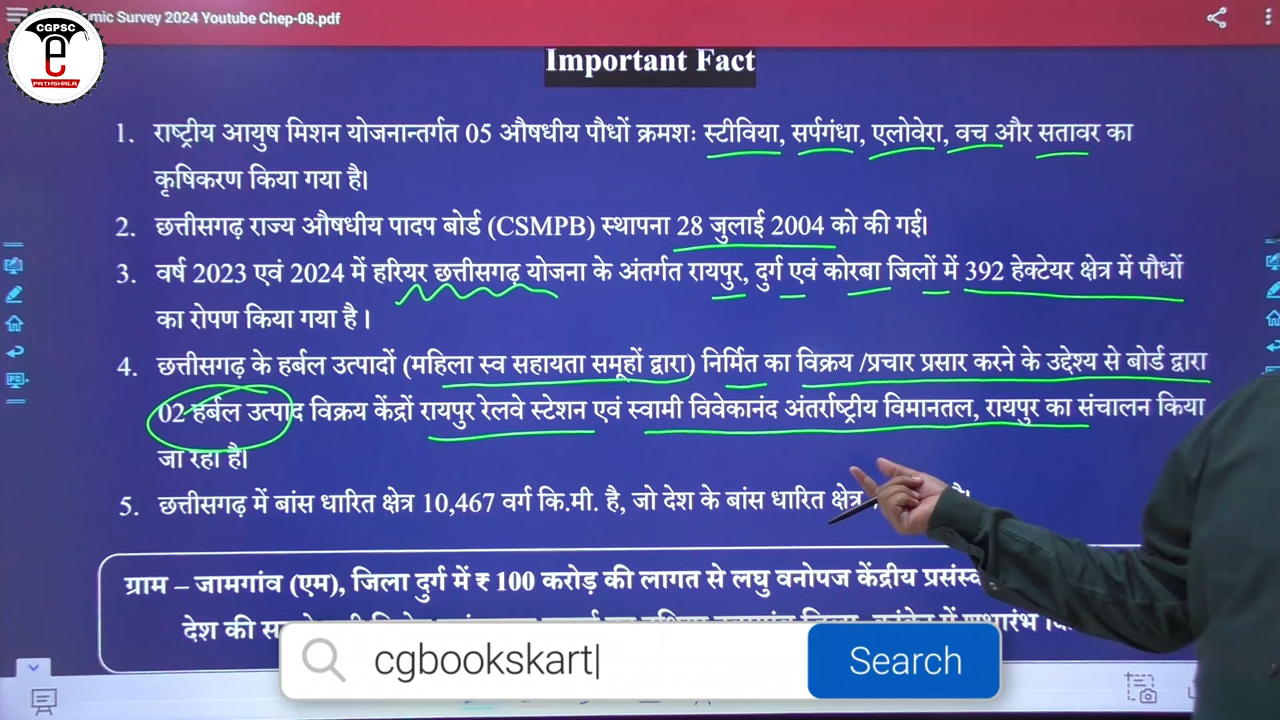 mic Survey 2024 Youtube Chep-08.pdf
CGPSC
e
PATHSHALA
Important Fact
1. राष्ट्रीय आयुष मिशन योजनान्तर्गत 05 औषधीय पौधों क्रमशः स्टीविया, सर्पगंधा, एलोवेरा, वच और सतावर का
कृषिकरण किया गया है।
2. छत्तीसगढ़ राज्य औषधीय पादप बोर्ड (CSMPB) स्थापना 28 जुलाई 2004 को की गई।
3. वर्ष 2023 एवं 2024 में हरियर छत्तीसगढ़ योजना के अंतर्गत रायपुर, दुर्ग एवं कोरबा जिलों में 392 हेक्टेयर क्षेत्र में पौधों
का रोपण किया गया है ।
4. छत्तीसगढ़ के हर्बल उत्पादों (महिला स्व सहायता समूहों द्वारा) निर्मित का विक्रय /प्रचार प्रसार करने के उद्देश्य से बोर्ड द्वारा
02 हर्बल उत्पाद विक्रय केंद्रों रायपुर रेलवे स्टेशन एवं स्वामी विवेकानंद अंतर्राष्ट्रीय विमानतल, रायपुर का संचालन किया
जा रहा है।
5. छत्तीसगढ़ में बांस धारित क्षेत्र 10,467 वर्ग कि.मी. है, जो देश के बांस धारित क्षेत्र है।
ग्राम – जामगांव (एम), जिला दुर्ग में ₹ 100 करोड़ की लागत से लघु वनोपज केंद्रीय
देश की
cgbookskart
Search